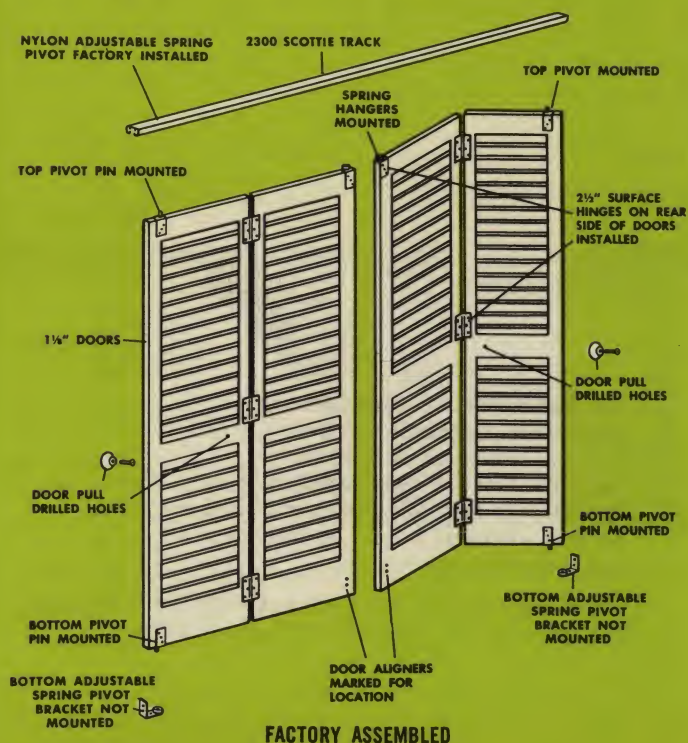 NYLON ADJUSTABLE SPRING
PIVOT FACTORY INSTALLED
2300 SCOTTIE TRACK
TOP PIVOT MOUNTED
SPRING
HANGERS
MOUNTED
TOP PIVOT PIN MOUNTED
2½" SURFACE
HINGES ON REAR
SIDE OF DOORS
INSTALLED
1⅛" DOORS
DOOR PULL
DRILLED HOLES
DOOR PULL
DRILLED HOLES
BOTTOM PIVOT
PIN MOUNTED
BOTTOM ADJUSTABLE
SPRING PIVOT
BRACKET NOT
MOUNTED
BOTTOM PIVOT
PIN MOUNTED
DOOR ALIGNERS
MARKED FOR
LOCATION
BOTTOM ADJUSTABLE
SPRING PIVOT
BRACKET NOT
MOUNTED
FACTORY ASSEMBLED